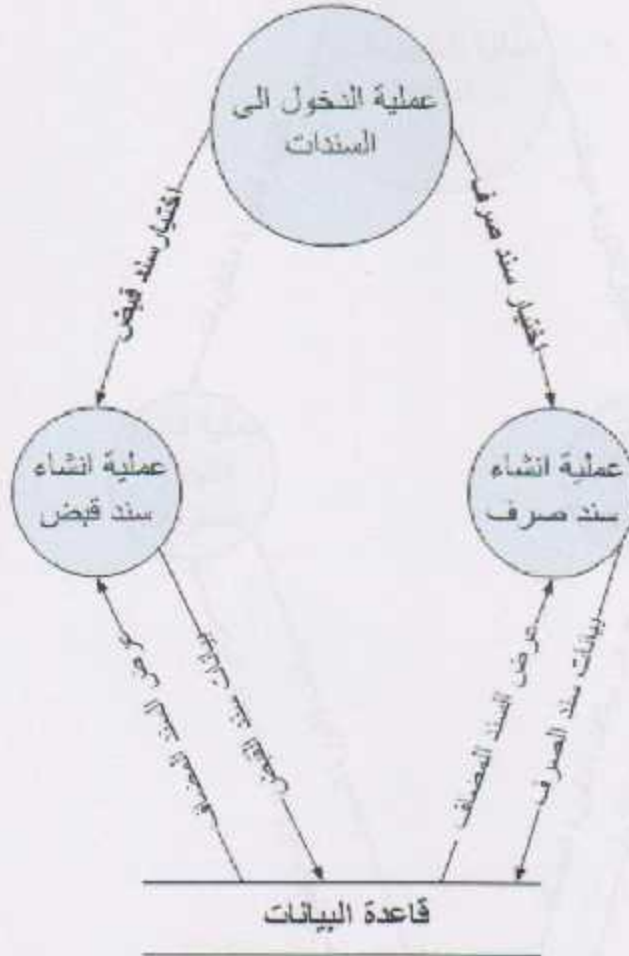 عملية الدخول الى
السندات
اختيار سند صرف
اختيار سند قبض
عملية انشاء
سند صرف
عملية انشاء
سند قبض
بيانات سند الصرف
عرض السند المضاف
بيانات سند القبض
عرض السند المضاف
قاعدة البيانات